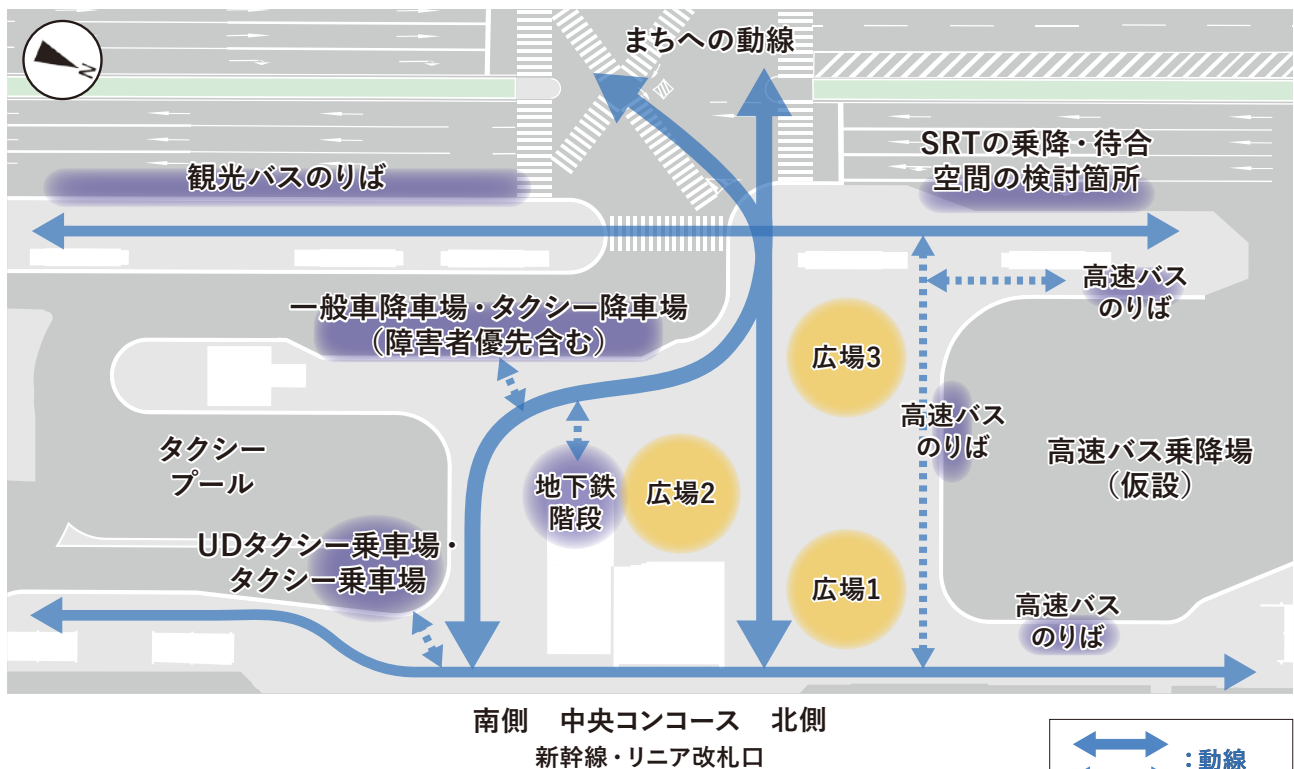 まちへの動線
N
SRTの乗降・待合
空間の検討箇所
観光バスのりば
高速バス
のりば
一般車降車場・タクシー降車場
（障害者優先含む）
広場3
高速バス
のりば
高速バス乗降場
（仮設）
タクシー
プール
地下鉄
階段
広場2
UDタクシー乗車場・
タクシー乗車場
広場1
高速バス
のりば
南側　中央コンコース　北側
新幹線・リニア改札口
：動線